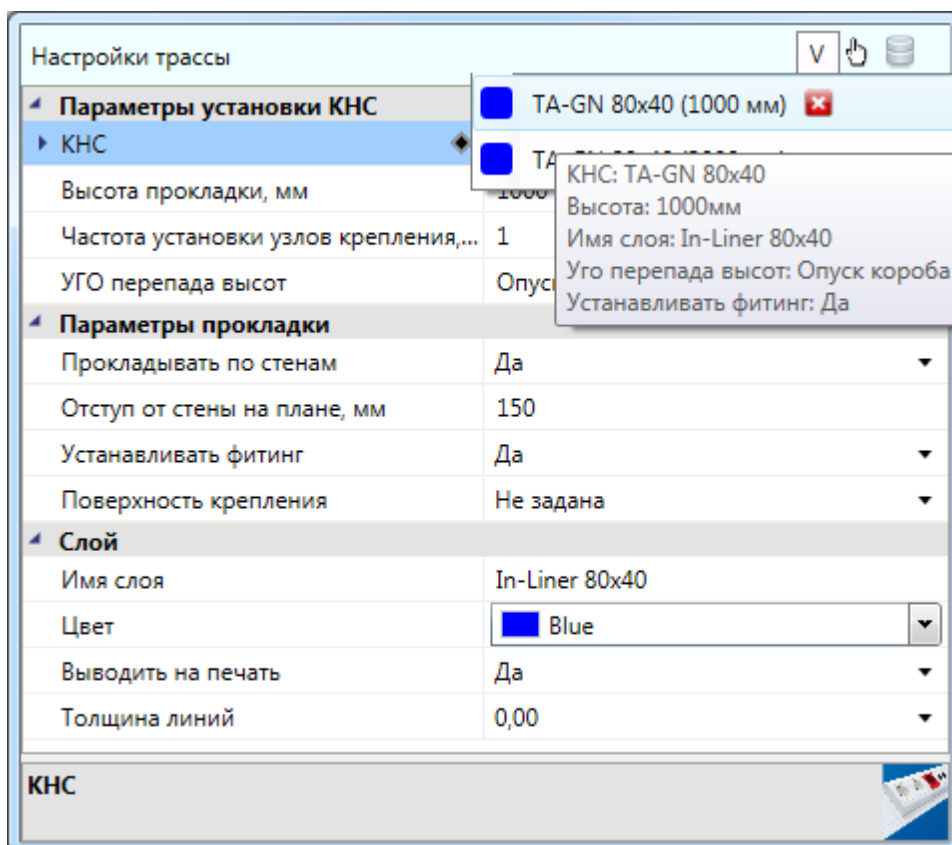 Настройки трассы
V
Параметры установки КНС
TA-GN 80x40 (1000 мм)
КНС
КНС: TA-GN 80x40
Высота прокладки, мм
Высота: 1000мм
Частота установки узлов крепления,... 1
Имя слоя: In-Liner 80x40
УГО перепада высот
Уго перепада высот: Опуск короба
Устанавливать фитинг: Да
Параметры прокладки
Прокладывать по стенам Да
Отступ от стены на плане, мм 150
Устанавливать фитинг Да
Поверхность крепления Не задана
Слой
Имя слоя In-Liner 80x40
Цвет Blue
Выводить на печать Да
Толщина линий 0,00
КНС